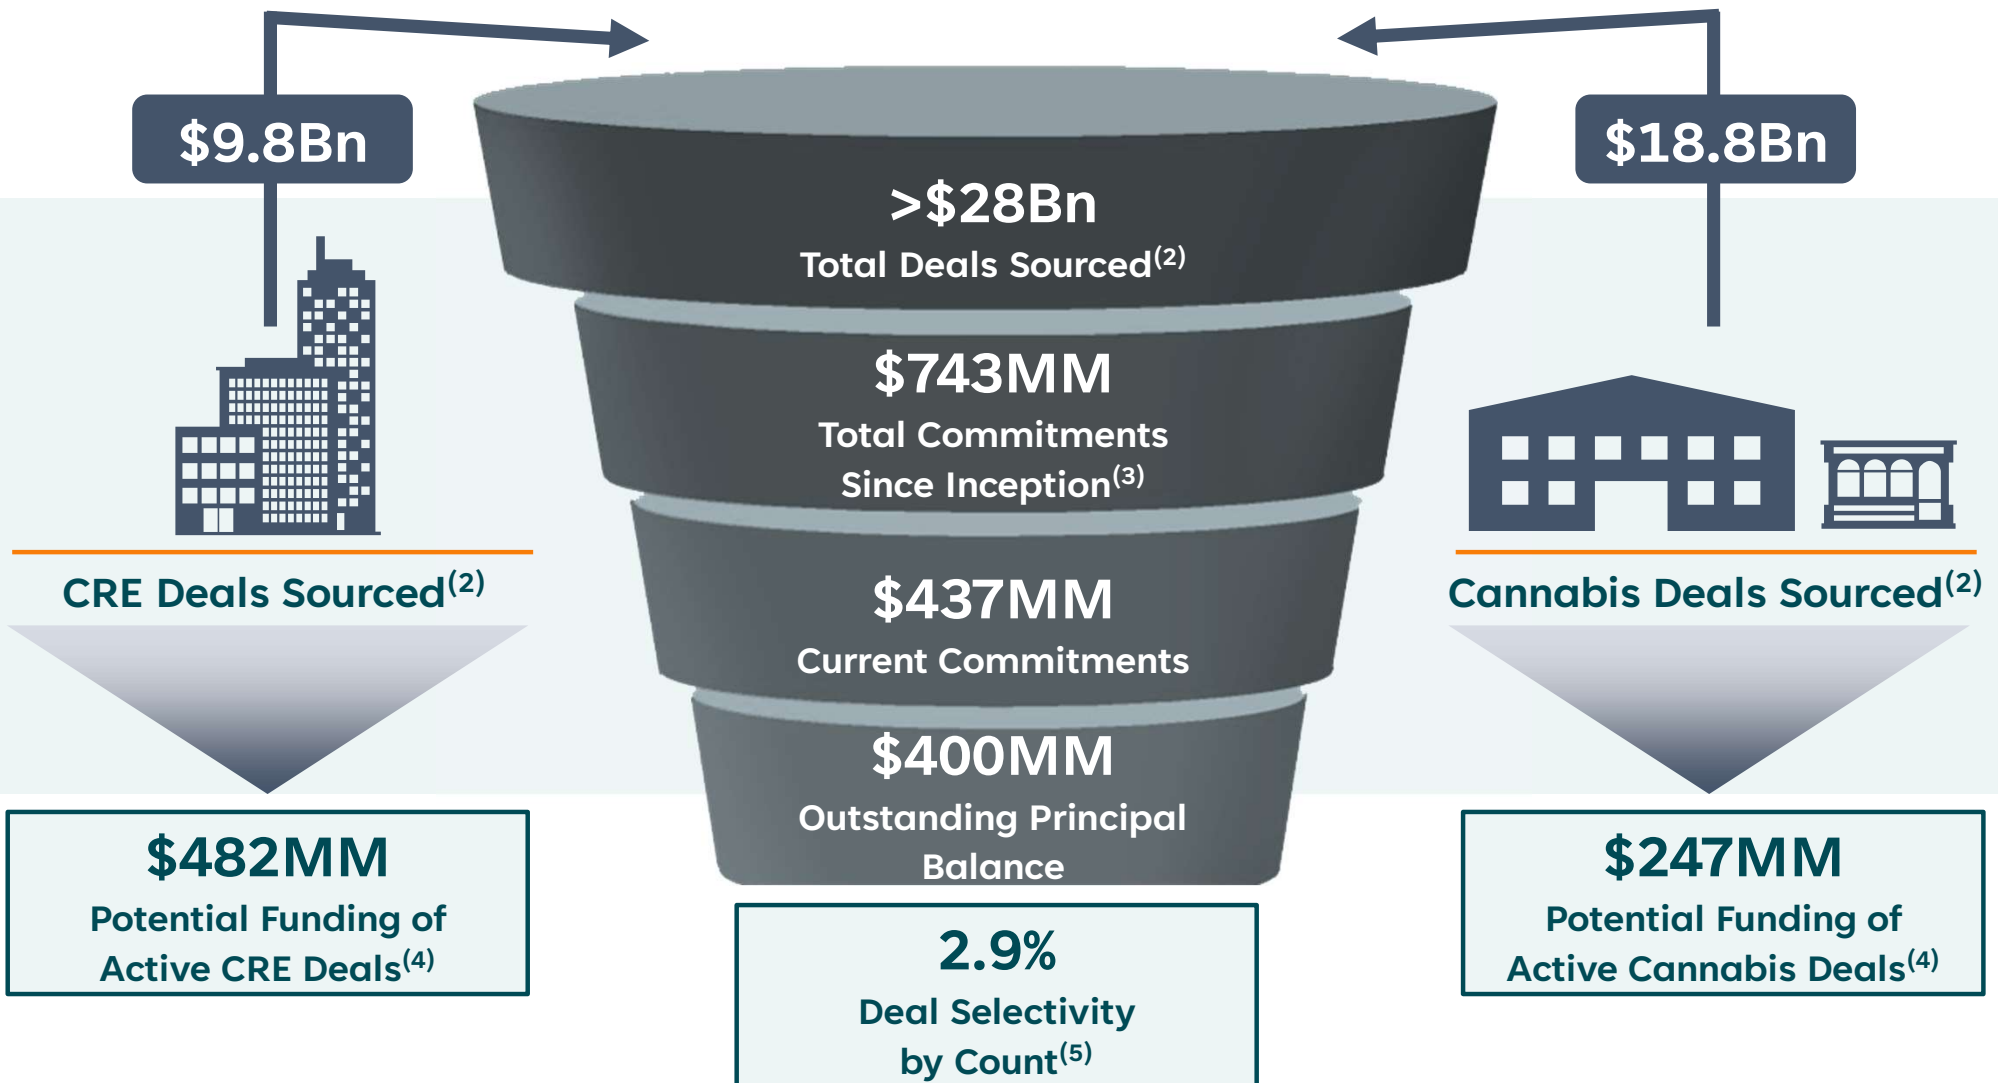 $9.8Bn
CRE Deals Sourced(2)
$482MM
Potential Funding of
Active CRE Deals(4)
>$28Bn
Total Deals Sourced(2)
$743MM
Total Commitments
Since Inception(3)
$437MM
Current Commitments
$400MM
Outstanding Principal
Balance
2.9%
Deal Selectivity
by Count(5)
$18.8Bn
Cannabis Deals Sourced(2)
$247MM
Potential Funding of
Active Cannabis Deals(4)